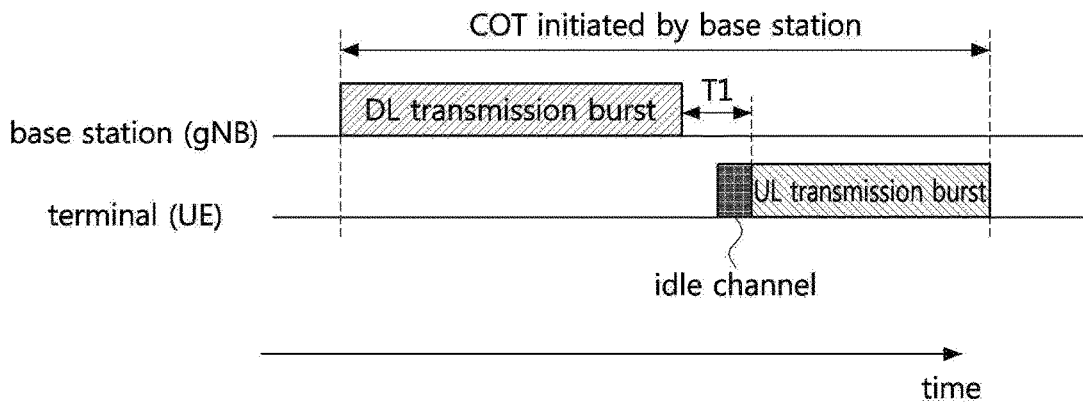 COT initiated by base station
DL transmission burst
T1
base station (gNB)
UL transmission burst
terminal (UE)
idle channel
time